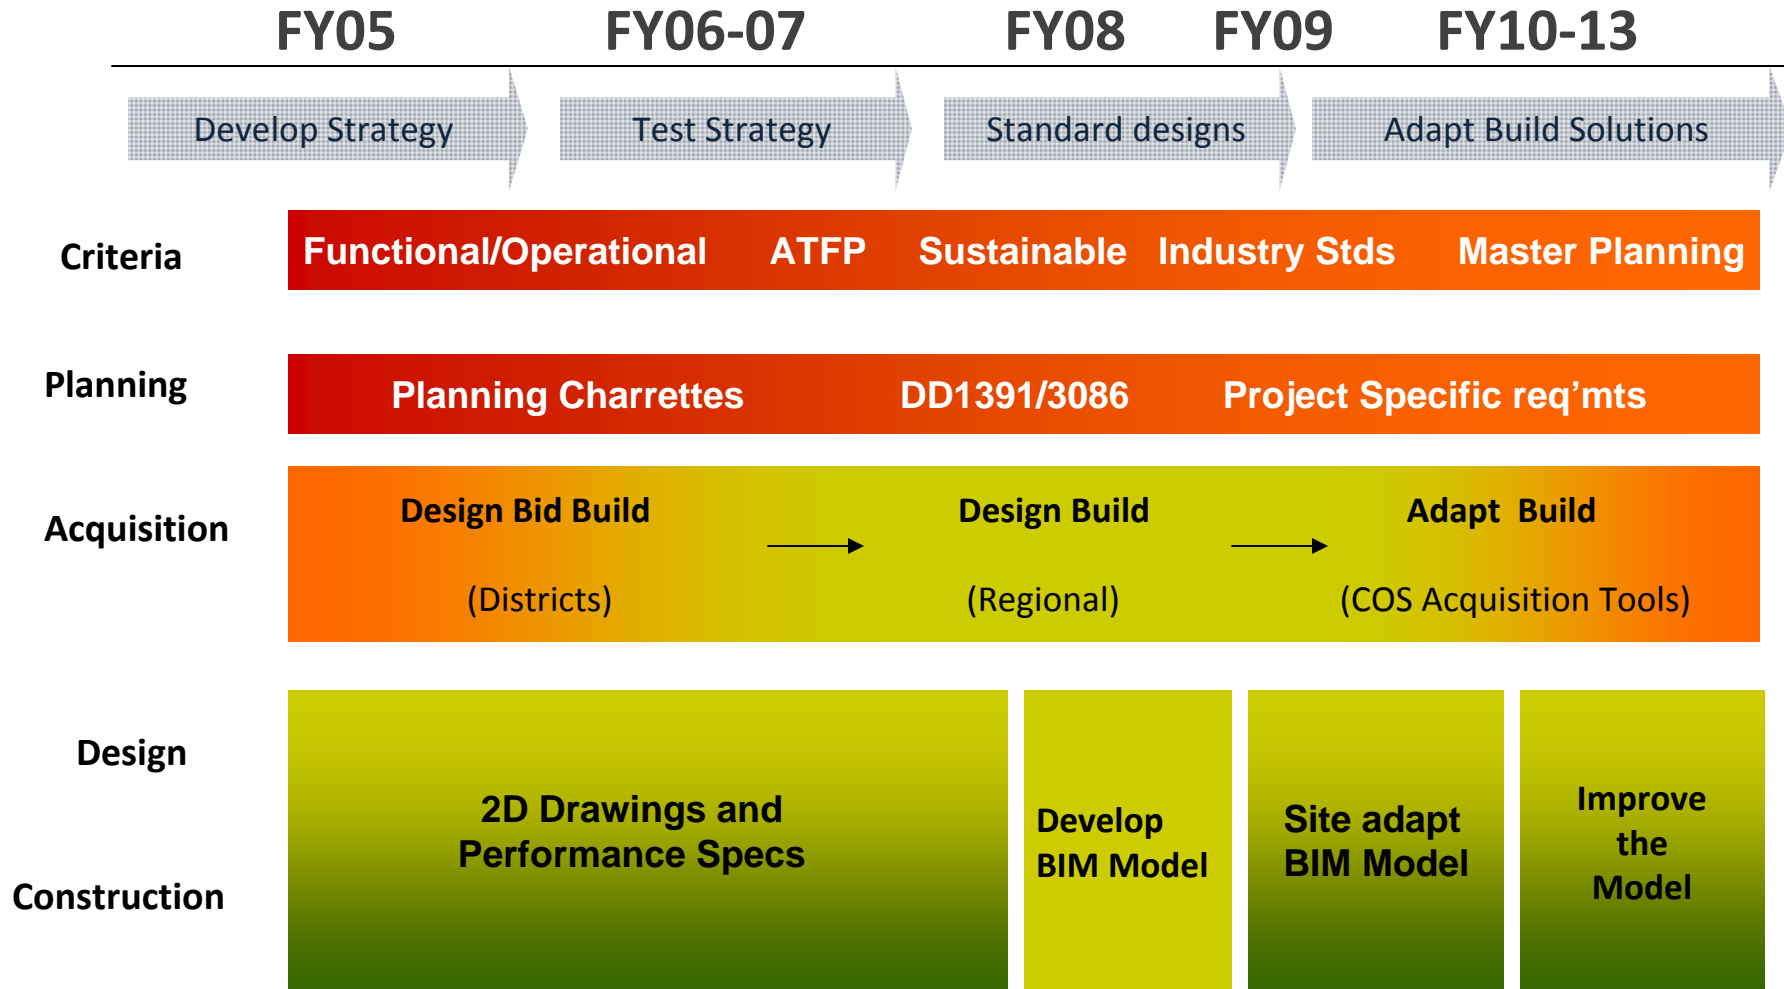 FY05 FY06-07 FY08 FY09 FY10-13
Develop Strategy Test Strategy Standard designs Adapt Build Solutions
Criteria Functional/Operational ATFP Sustainable Industry Stds Master Planning
Planning Planning Charrettes DD1391/3086 Project Specific req’mts
Acquisition
Design Bid Build
(Districts)
Design Build
(Regional)
Adapt Build
(COS Acquisition Tools)
Design
Construction
2D Drawings and
Performance Specs
Develop
BIM Model
Site adapt
BIM Model
Improve
the
Model